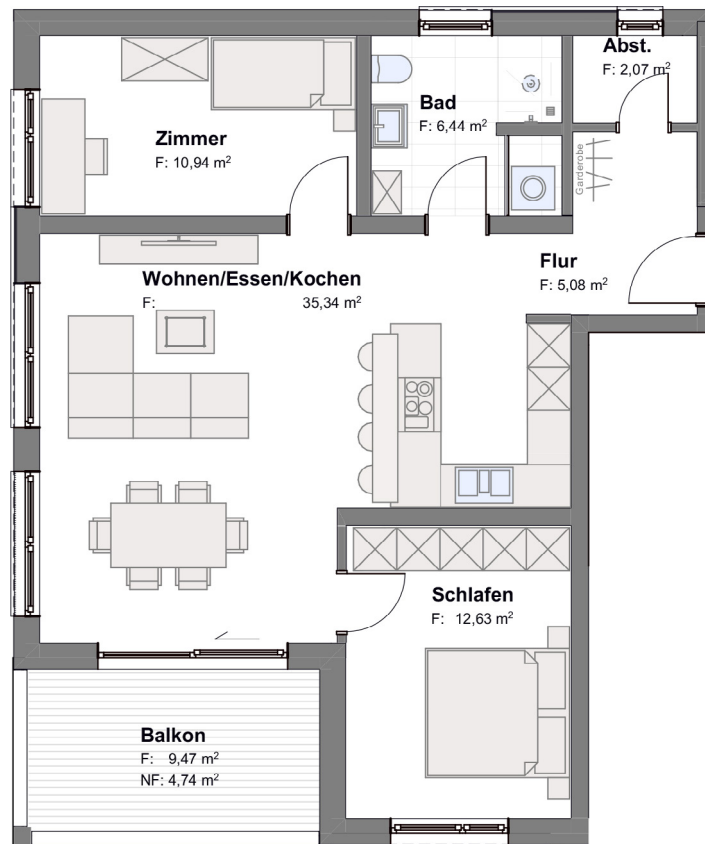 Abst.
F: 2,07 m²
Bad
F: 6,44 m²
Zimmer
F: 10,94 m²
Garderobe
Flur
F: 5,08 m²
Wohnen/Essen/Kochen
F: 35,34 m²
Schlafen
F: 12,63 m²
Balkon
F: 9,47 m²
NF: 4,74 m²